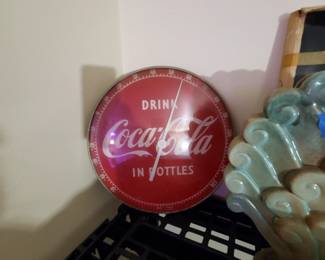 DRINK
Coca-Cola
IN BOTTLES